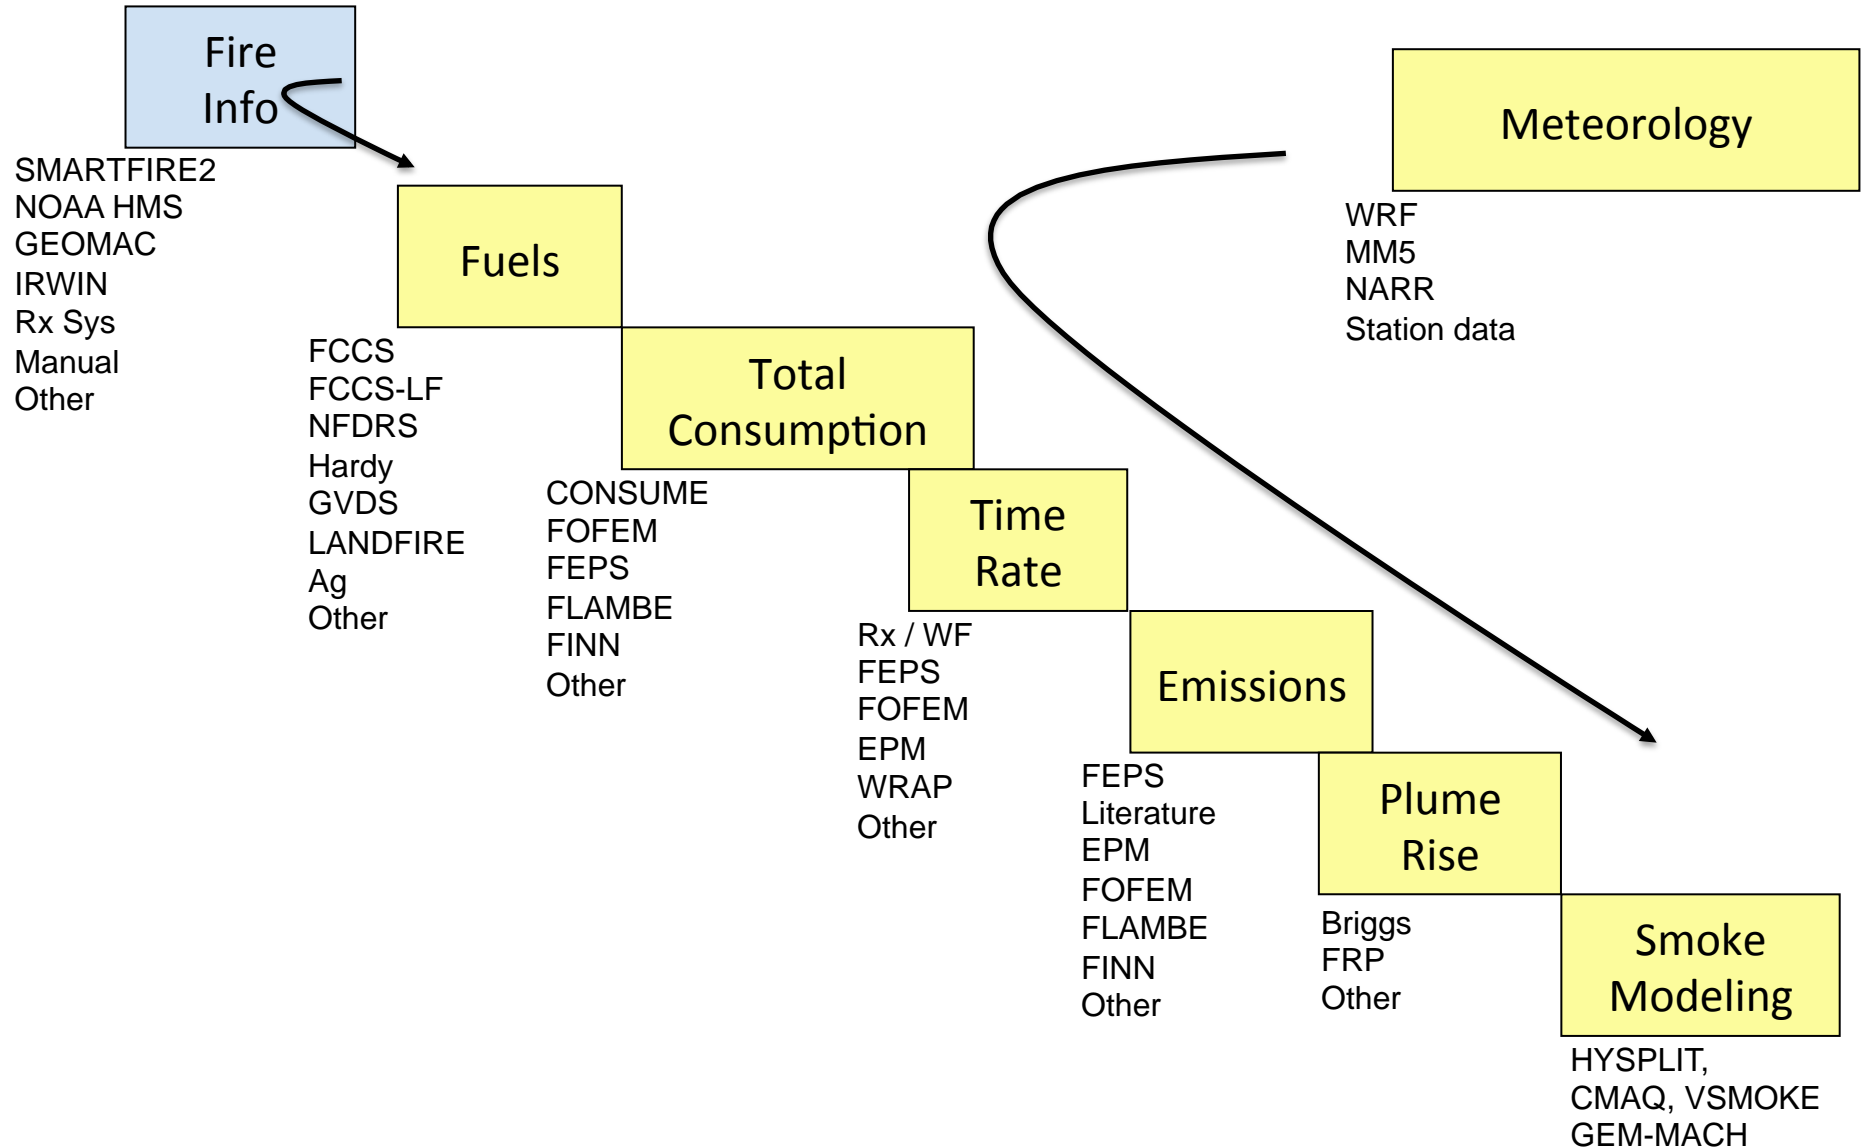 Fire
Info
SMARTFIRE2
NOAA HMS
GEOMAC
IRWIN
Rx Sys
Manual
Other
Fuels
FCCS
FCCS-LF
NFDRS
Hardy
GVDS
LANDFIRE
Ag
Other
Total
Consumption
CONSUME
FOFEM
FEPS
FLAMBE
FINN
Other
Time
Rate
Rx / WF
FEPS
FOFEM
EPM
WRAP
Other
Emissions
FEPS
Literature
EPM
FOFEM
FLAMBE
FINN
Other
Plume
Rise
Briggs
FRP
Other
Smoke
Modeling
HYSPLIT,
CMAQ, VSMOKE
GEM-MACH
Meteorology
WRF
MM5
NARR
Station data